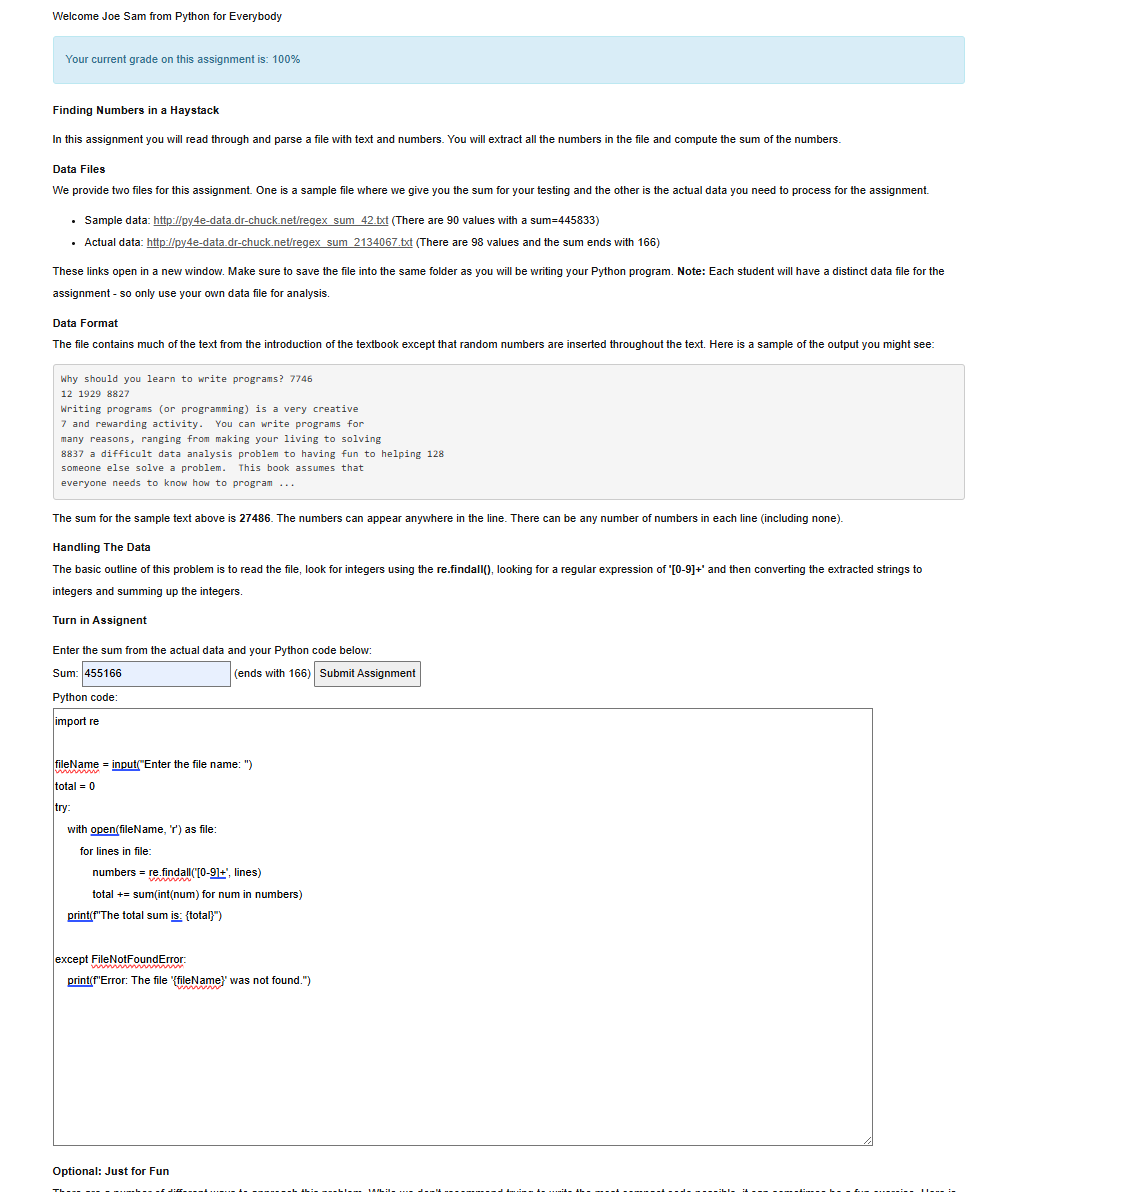 Welcome Joe Sam from Python for Everybody
Your current grade on this assignment is: 100%
Finding Numbers in a Haystack
In this assignment you will read through and parse a file with text and numbers. You will extract all the numbers in the file and compute the sum of the numbers.
Data Files
We provide two files for this assignment. One is a sample file where we give you the sum for your testing and the other is the actual data you need to process for the assignment.
• Sample data: http://py4e-data.dr-chuck.net/regex_sum_42.txt (There are 90 values with a sum=445833)
• Actual data: http://py4e-data.dr-chuck.net/regex_sum_2134067.txt (There are 98 values and the sum ends with 166)
These links open in a new window. Make sure to save the file into the same folder as you will be writing your Python program. Note: Each student will have a distinct data file for the
assignment - so only use your own data file for analysis.
Data Format
The file contains much of the text from the introduction of the textbook except that random numbers are inserted throughout the text. Here is a sample of the output you might see:
Why should you learn to write programs? 7746
12 1929 8827
Writing programs (or programming) is a very creative
7 and rewarding activity.  You can write programs for
many reasons, ranging from making your living to solving
8837 a difficult data analysis problem to having fun to helping 128
someone else solve a problem.  This book assumes that
everyone needs to know how to program ...
The sum for the sample text above is 27486. The numbers can appear anywhere in the line. There can be any number of numbers in each line (including none).
Handling The Data
The basic outline of this problem is to read the file, look for integers using the re.findall(), looking for a regular expression of '[0-9]+' and then converting the extracted strings to
integers and summing up the integers.
Turn in Assignent
Enter the sum from the actual data and your Python code below:
Sum: 455166 (ends with 166) Submit Assignment
Python code:
import re
fileName = input("Enter the file name: ")
total = 0
try:
with open(fileName, 'r') as file:
for lines in file:
numbers = re.findall('[0-9]+', lines)
total += sum(int(num) for num in numbers)
print(f"The total sum is: {total}")
except FileNotFoundError:
print(f"Error: The file '{fileName}' was not found.")
Optional: Just for Fun